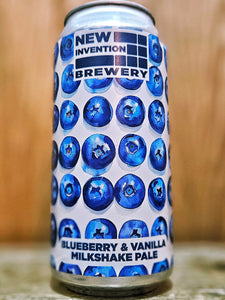 NEW
INVENTION
BREWERY
BLUEBERRY & VANILLA
MILKSHAKE PALE